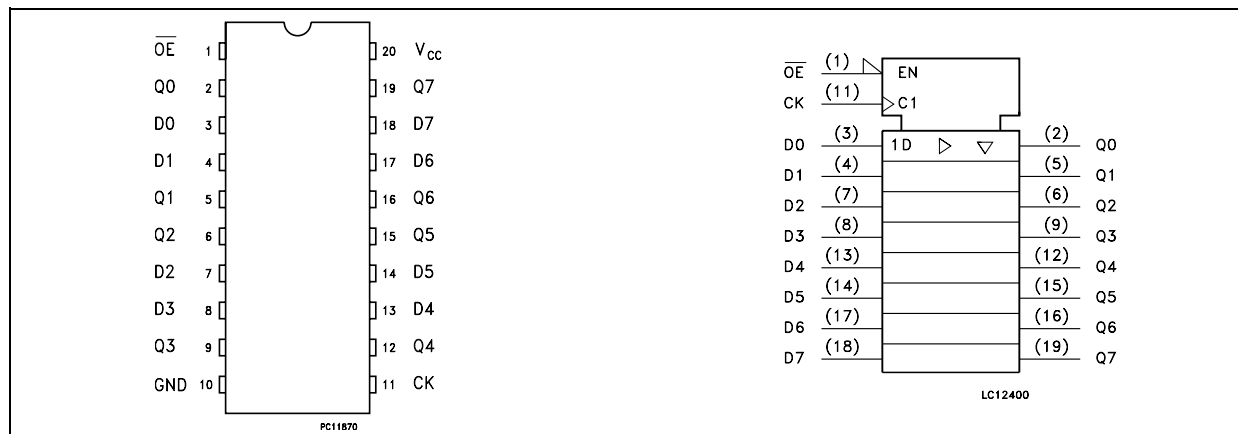 O̅E̅ 1 20 VCC
Q0 2 19 Q7
D0 3 18 D7
D1 4 17 D6
Q1 5 16 Q6
Q2 6 15 Q5
D2 7 14 D5
D3 8 13 D4
Q3 9 12 Q4
GND 10 11 CK
PC11870
O̅E̅ (1) EN
CK (11) C1
D0 (3) 1D (2) Q0
D1 (4) (5) Q1
D2 (7) (6) Q2
D3 (8) (9) Q3
D4 (13) (12) Q4
D5 (14) (15) Q5
D6 (17) (16) Q6
D7 (18) (19) Q7
LC12400